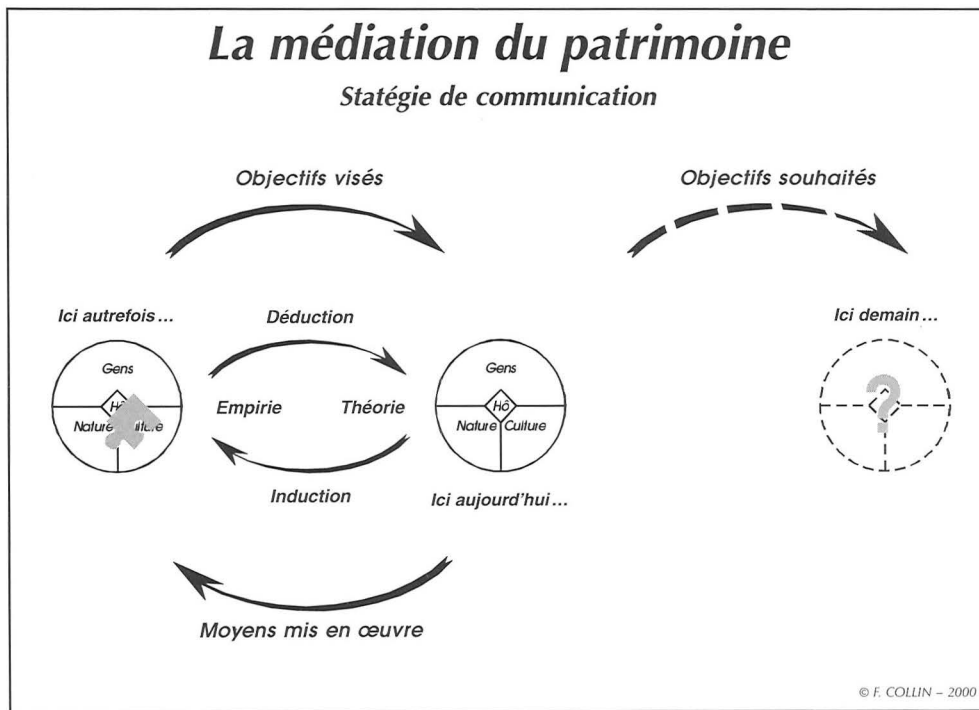 La médiation du patrimoine
Statégie de communication
Objectifs visés
Objectifs souhaités
Ici autrefois...
Déduction
Ici demain...
Gens
Nature
Empirie
Théorie
Induction
Gens
Hô
Nature
Culture
Ici aujourd'hui...
?
Moyens mis en œuvre
© F. COLLIN – 2000